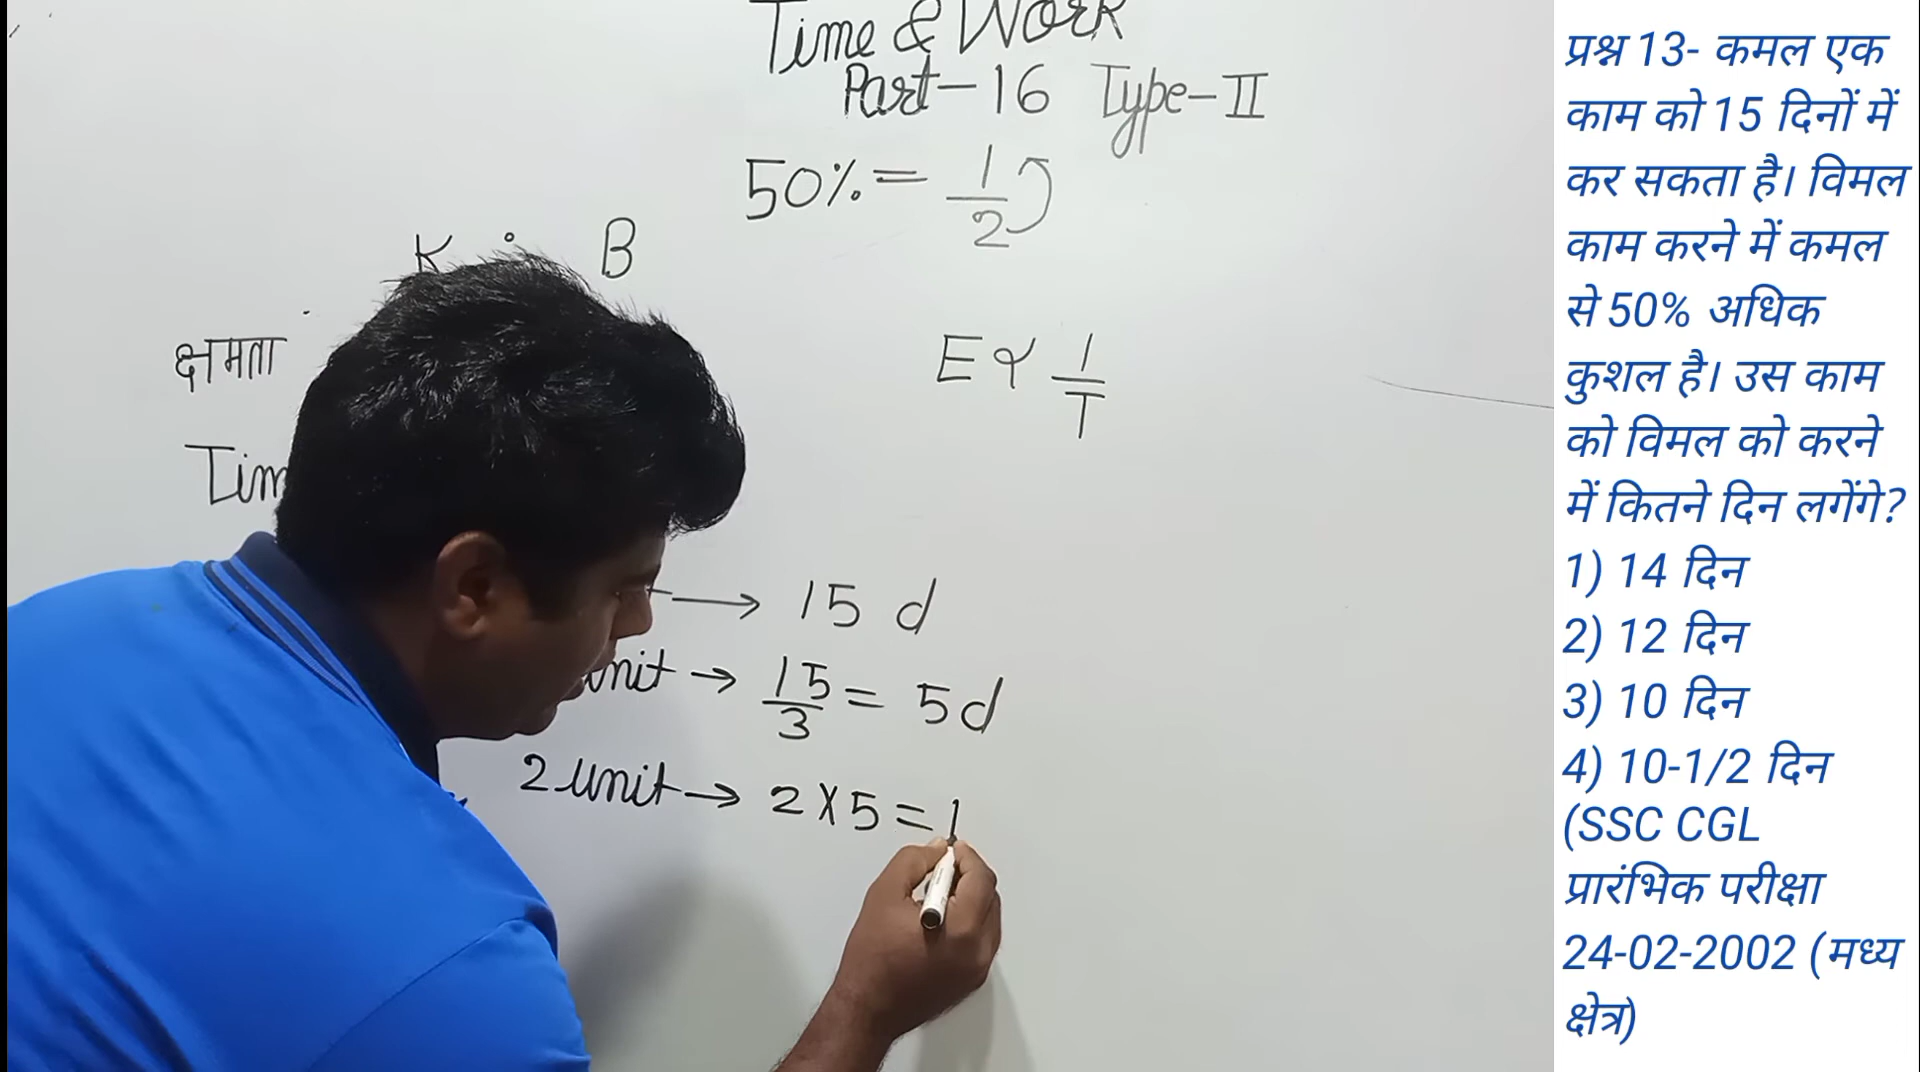 Time & Work
Part-16 Type-II
50% = 1/2
K : B
क्षमता
E ∝ 1/T
→ 15 d
unit → 15/3 = 5d
2 unit → 2 X 5 = 1
प्रश्न 13- कमल एक
काम को 15 दिनों में
कर सकता है। विमल
काम करने में कमल
से 50% अधिक
कुशल है। उस काम
को विमल को करने
में कितने दिन लगेंगे?
1) 14 दिन
2) 12 दिन
3) 10 दिन
4) 10-1/2 दिन
(SSC CGL
प्रारंभिक परीक्षा
24-02-2002 (मध्य
क्षेत्र)